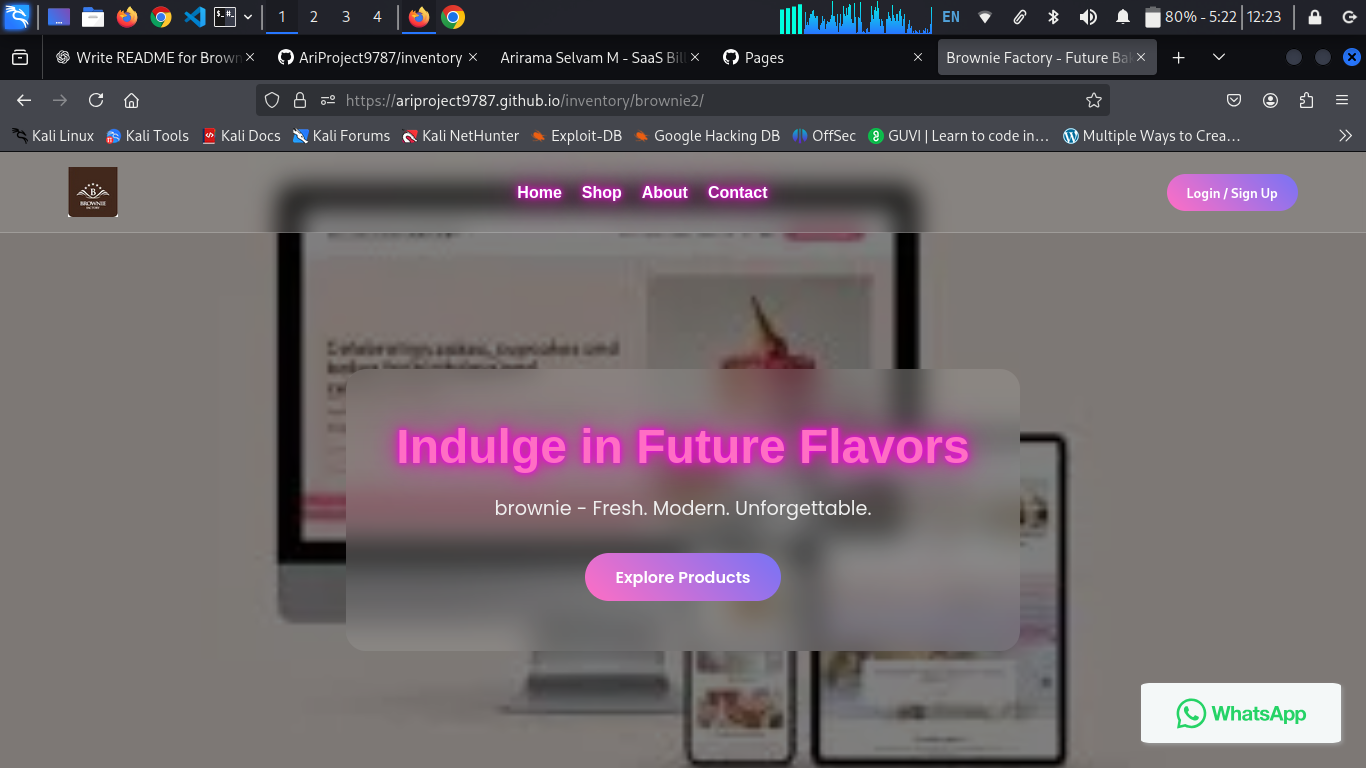 1 2 3 4 EN 80% - 5:22 12:23
Write README for Brown
AriProject9787/inventory
Arirama Selvam M - SaaS Bil
Pages
Brownie Factory - Future Ba
https://ariproject9787.github.io/inventory/brownie2/
Kali Linux Kali Tools Kali Docs Kali Forums Kali NetHunter Exploit-DB Google Hacking DB OffSec GUVI | Learn to code in… Multiple Ways to Crea…
B
BROWNIE
FACTORY
Home Shop About Contact
Login / Sign Up
Indulge in Future Flavors
brownie - Fresh. Modern. Unforgettable.
Explore Products
WhatsApp